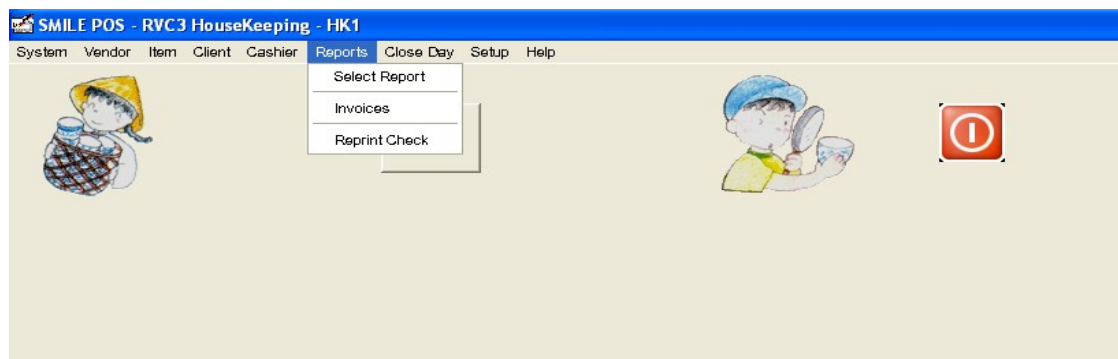 SMILE POS - RVC3 HouseKeeping - HK1
System Vendor Item Client Cashier Reports Close Day Setup Help
Select Report
Invoices
Reprint Check